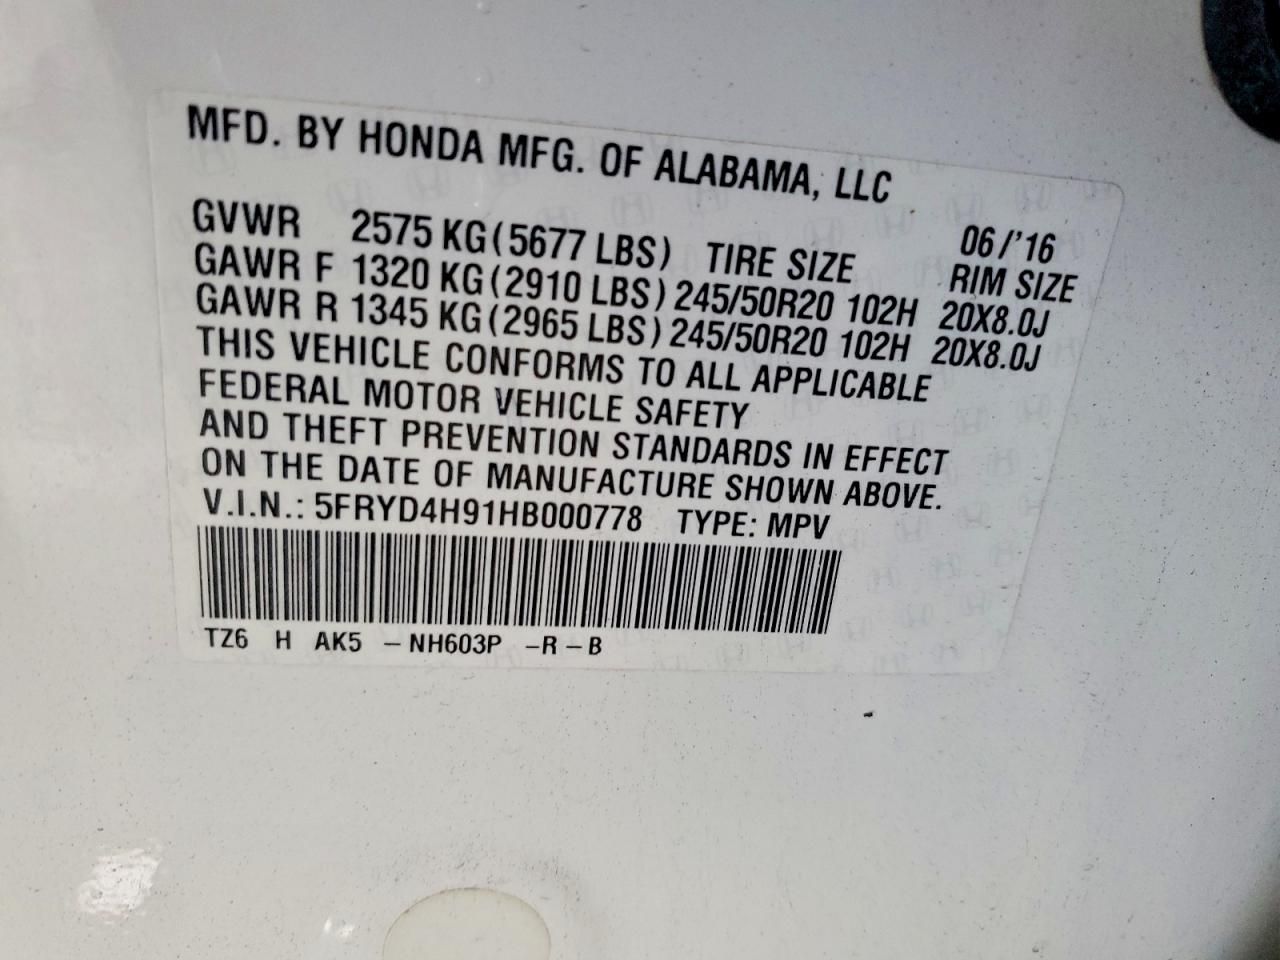 MFD. BY HONDA MFG. OF ALABAMA, LLC
06/'16
GVWR 2575 KG (5677 LBS) TIRE SIZE RIM SIZE
GAWR F 1320 KG (2910 LBS) 245/50R20 102H 20X8.0J
GAWR R 1345 KG (2965 LBS) 245/50R20 102H 20X8.0J
THIS VEHICLE CONFORMS TO ALL APPLICABLE
FEDERAL MOTOR VEHICLE SAFETY
AND THEFT PREVENTION STANDARDS IN EFFECT
ON THE DATE OF MANUFACTURE SHOWN ABOVE.
V.I.N.: 5FRYD4H91HB000778 TYPE: MPV
TZ6 H AK5 -NH603P -R-B